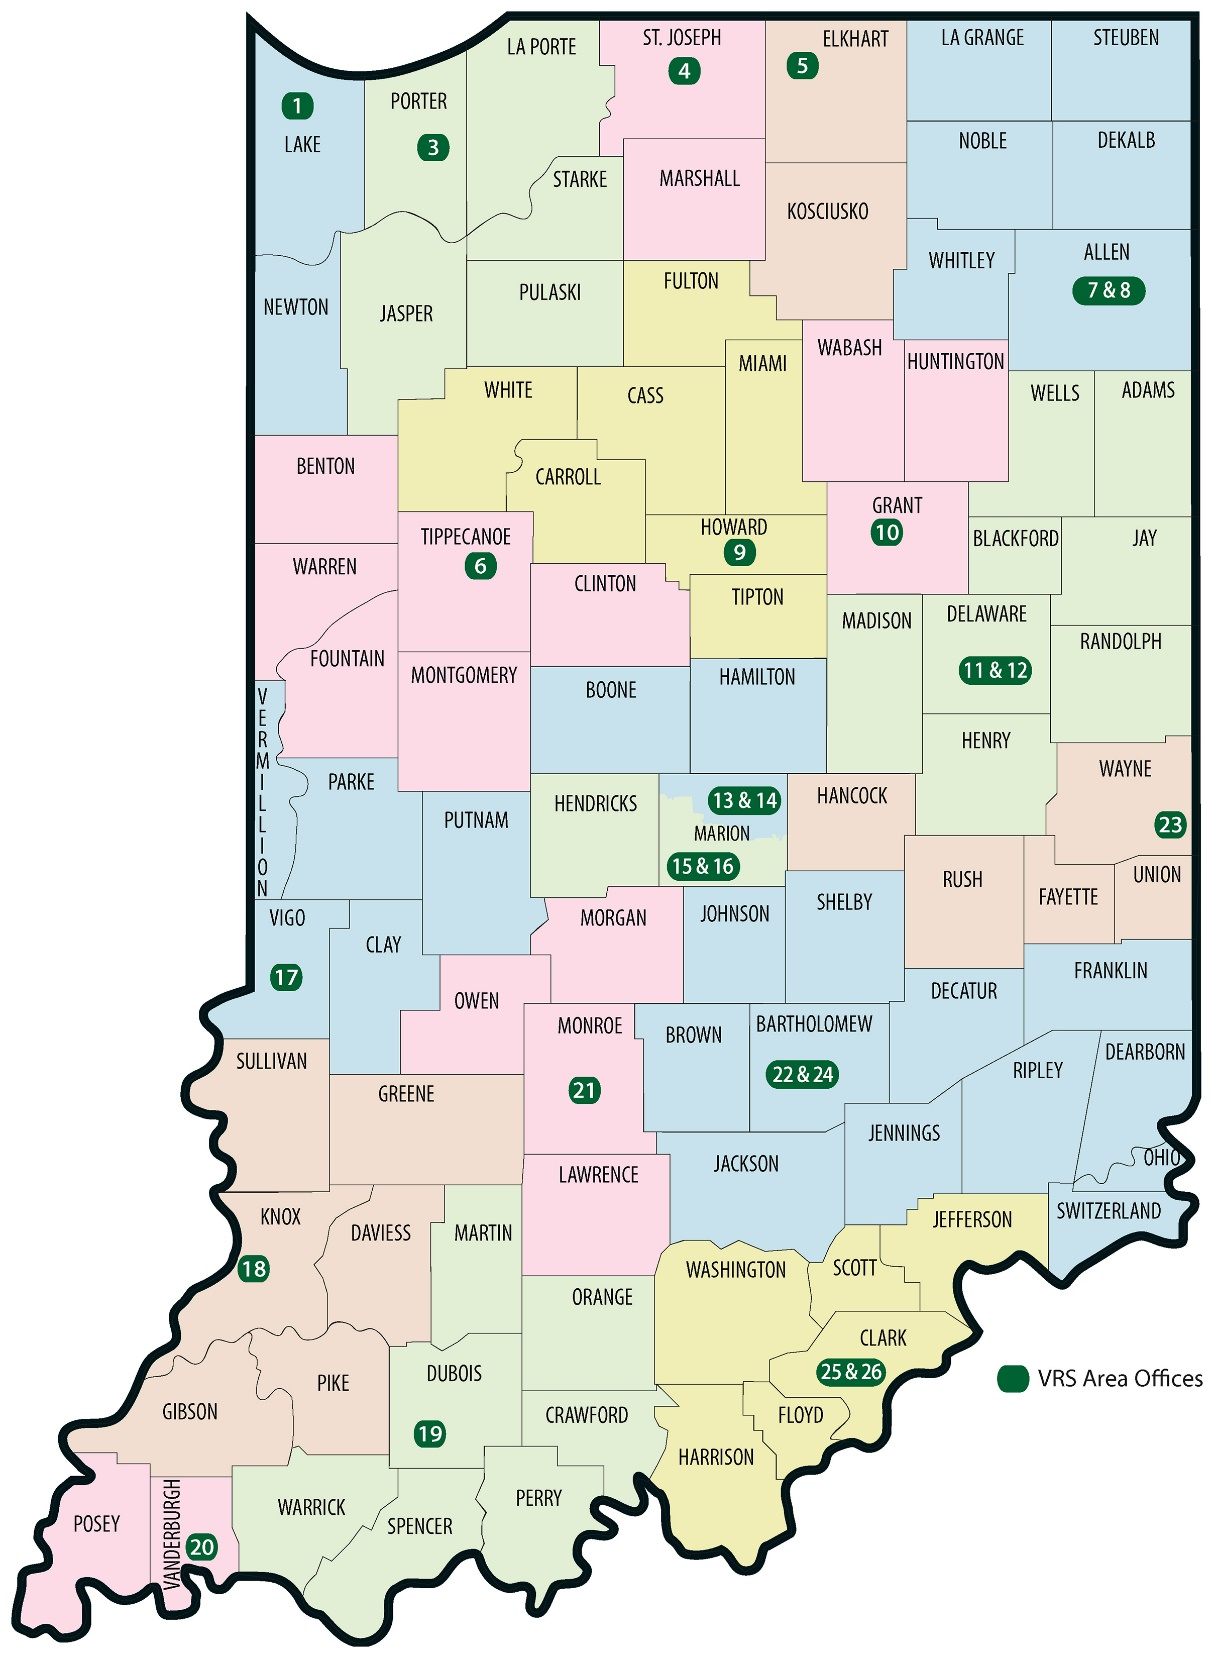 LA PORTE
ST. JOSEPH
4
ELKHART
5
LA GRANGE
STEUBEN
1
LAKE
PORTER
3
STARKE
MARSHALL
KOSCIUSKO
NOBLE
DEKALB
WHITLEY
ALLEN
7 & 8
NEWTON
JASPER
PULASKI
FULTON
MIAMI
WABASH
HUNTINGTON
WELLS
ADAMS
WHITE
CASS
BENTON
CARROLL
TIPPECANOE
6
HOWARD
9
GRANT
10
BLACKFORD
JAY
WARREN
CLINTON
TIPTON
MADISON
DELAWARE
11 & 12
RANDOLPH
FOUNTAIN
MONTGOMERY
BOONE
HAMILTON
HENRY
VERMILLION
PARKE
PUTNAM
HENDRICKS
13 & 14
MARION
15 & 16
HANCOCK
WAYNE
23
RUSH
FAYETTE
UNION
VIGO
17
CLAY
MORGAN
JOHNSON
SHELBY
OWEN
FRANKLIN
DECATUR
MONROE
21
BROWN
BARTHOLOMEW
22 & 24
DEARBORN
RIPLEY
SULLIVAN
GREENE
JENNINGS
OHIO
LAWRENCE
JACKSON
SWITZERLAND
KNOX
18
DAVIESS
MARTIN
JEFFERSON
WASHINGTON
SCOTT
ORANGE
CLARK
25 & 26
VRS Area Offices
DUBOIS
19
PIKE
GIBSON
CRAWFORD
FLOYD
HARRISON
PERRY
WARRICK
SPENCER
POSEY
VANDERBURGH
20